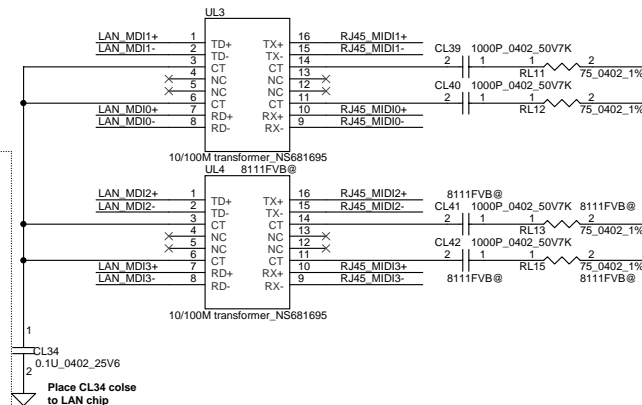 UL3
LAN_MDI1+ 1 TD+ TX+ 16 RJ45_MIDI1+
LAN_MDI1- 2 TD- TX- 15 RJ45_MIDI1-
3 CT CT 14
4 NC NC 13
5 NC NC 12
6 CT CT 11
LAN_MDI0+ 7 RD+ RX+ 10 RJ45_MIDI0+
LAN_MDI0- 8 RD- RX- 9 RJ45_MIDI0-
10/100M transformer_NS681695
CL39 1000P_0402_50V7K
2 1 1 2
RL11 75_0402_1%
CL40 1000P_0402_50V7K
2 1 1 2
RL12 75_0402_1%
UL4 8111FVB@
LAN_MDI2+ 1 TD+ TX+ 16 RJ45_MIDI2+
LAN_MDI2- 2 TD- TX- 15 RJ45_MIDI2-
3 CT CT 14
4 NC NC 13
5 NC NC 12
6 CT CT 11
LAN_MDI3+ 7 RD+ RX+ 10 RJ45_MIDI3+
LAN_MDI3- 8 RD- RX- 9 RJ45_MIDI3-
10/100M transformer_NS681695
8111FVB@
CL41 1000P_0402_50V7K 8111FVB@
2 1 1 2
RL13 75_0402_1%
CL42 1000P_0402_50V7K
2 1 1 2
RL15 75_0402_1%
8111FVB@ 8111FVB@
1
CL34
0.1U_0402_25V6
2
Place CL34 colse
to LAN chip